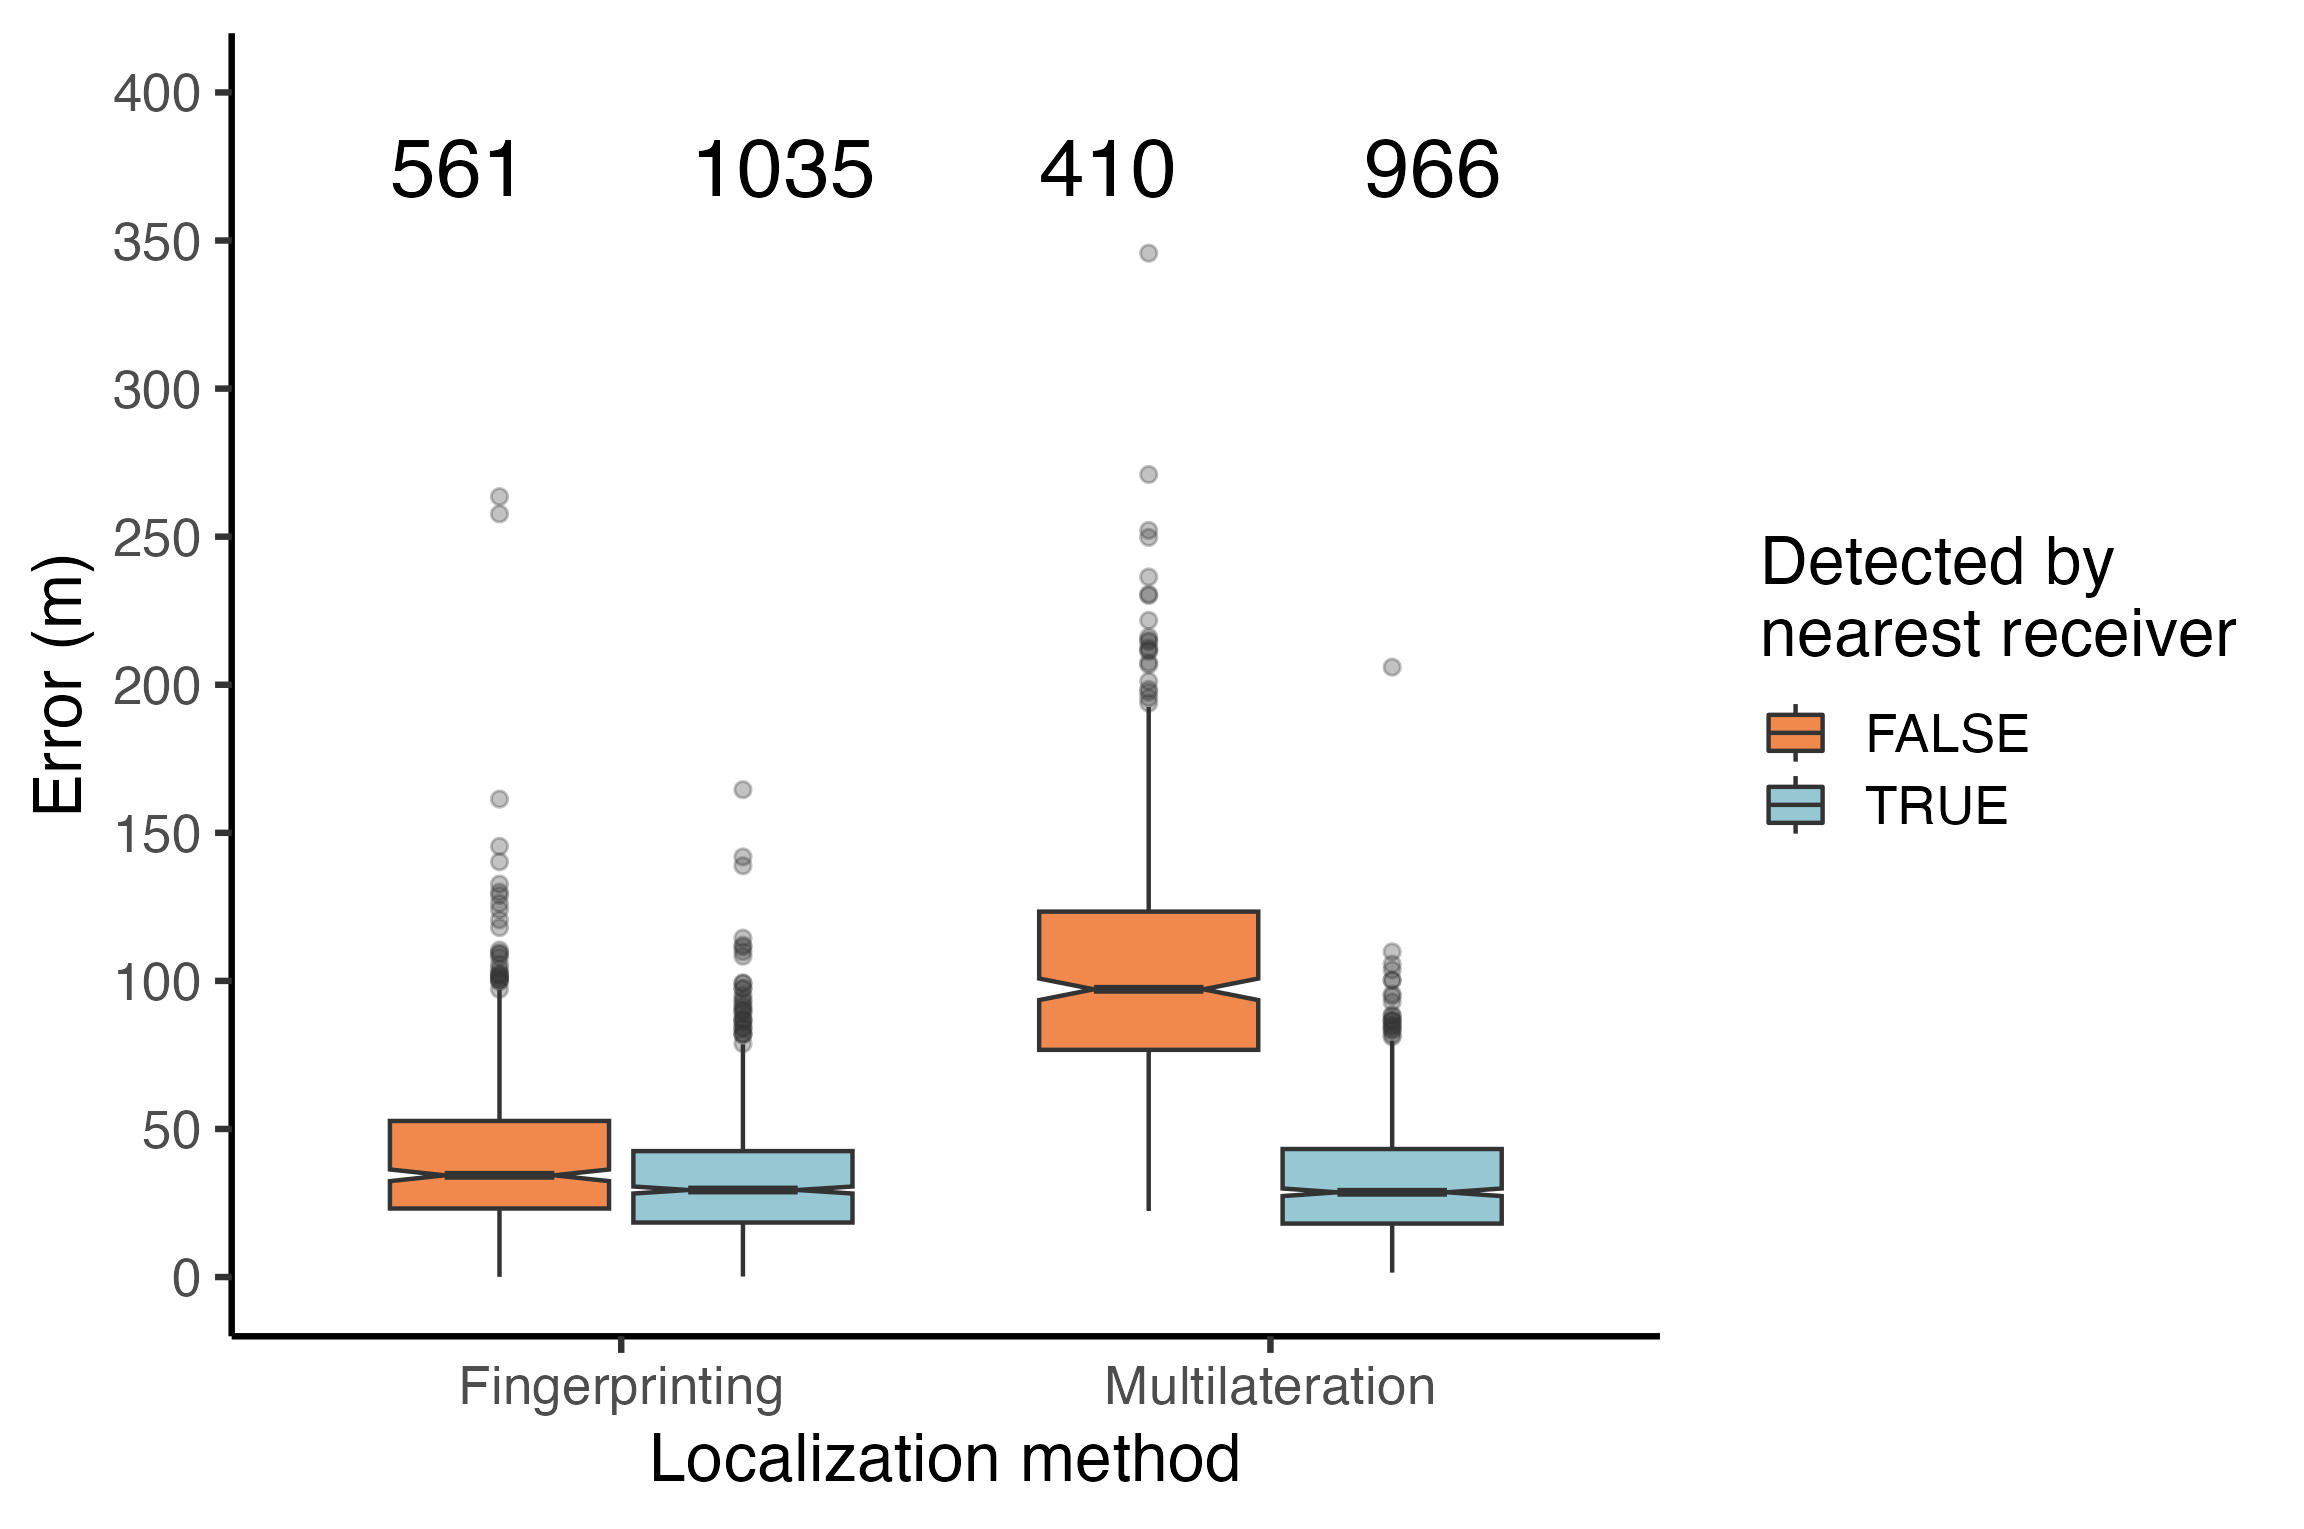 400
350
300
250
200
150
100
50
0
Error (m)
561 1035 410 966
Fingerprinting Multilateration
Localization method
Detected by
nearest receiver
FALSE
TRUE